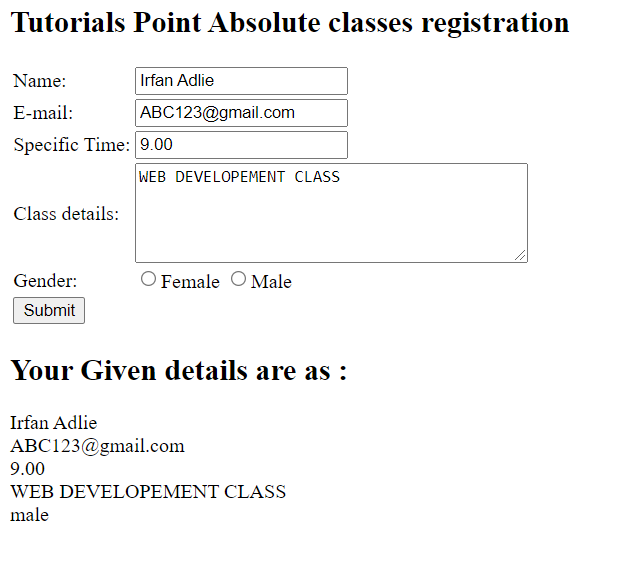 Tutorials Point Absolute classes registration
Name: Irfan Adlie
E-mail: ABC123@gmail.com
Specific Time: 9.00
Class details: WEB DEVELOPEMENT CLASS
Gender: Female Male
Submit
Your Given details are as :
Irfan Adlie
ABC123@gmail.com
9.00
WEB DEVELOPEMENT CLASS
male